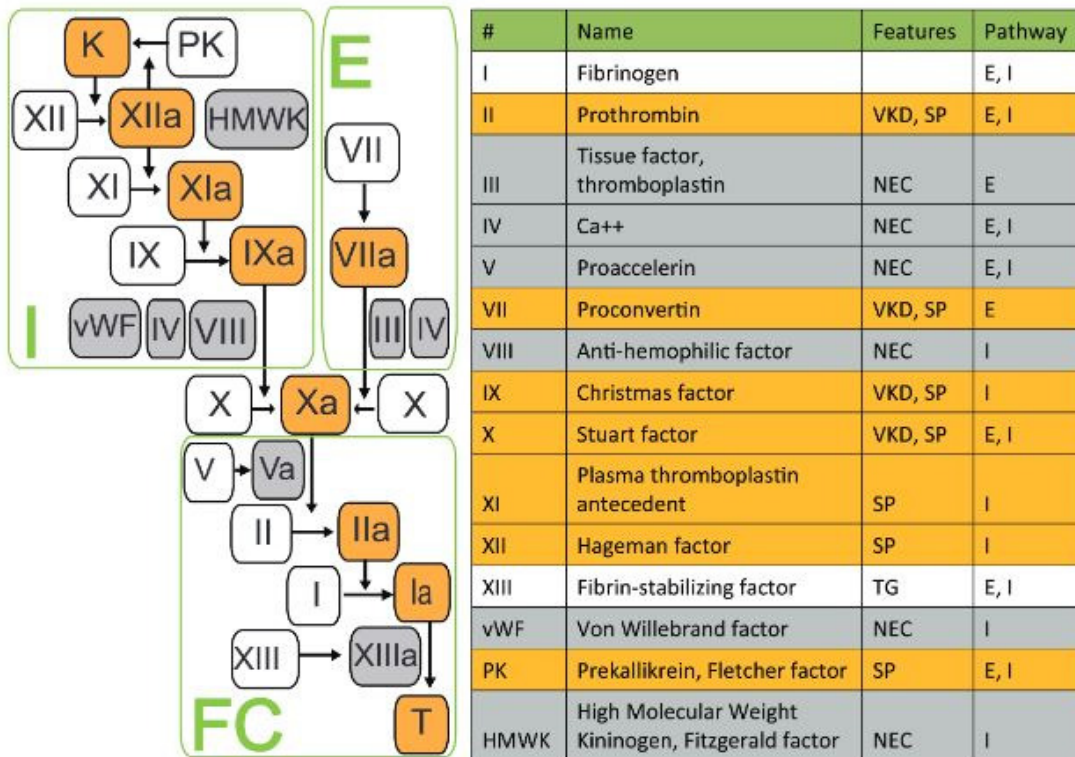 K PK
E
XII XIIa HMWK
VII
XI XIa
IX IXa VIIa
I vWF IV VIII III IV
X Xa X
V Va
II IIa
I Ia
XIII XIIIa
FC T
# Name Features Pathway
I Fibrinogen E, I
II Prothrombin VKD, SP E, I
Tissue factor,
III thromboplastin NEC E
IV Ca++ NEC E, I
V Proaccelerin NEC E, I
VII Proconvertin VKD, SP E
VIII Anti-hemophilic factor NEC I
IX Christmas factor VKD, SP I
X Stuart factor VKD, SP E, I
Plasma thromboplastin
XI antecedent SP I
XII Hageman factor SP I
XIII Fibrin-stabilizing factor TG E, I
vWF Von Willebrand factor NEC I
PK Prekallikrein, Fletcher factor SP E, I
High Molecular Weight
HMWK Kininogen, Fitzgerald factor NEC I